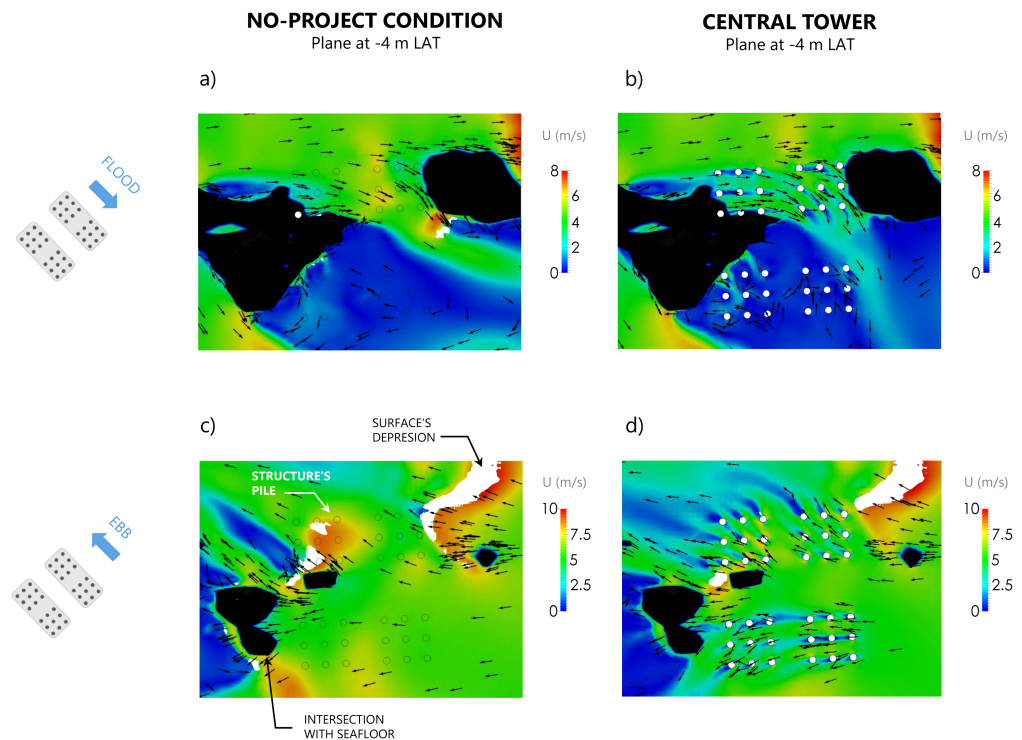 NO-PROJECT CONDITION
Plane at -4 m LAT
CENTRAL TOWER
Plane at -4 m LAT
a)
b)
U (m/s)
8
6
4
2
0
U (m/s)
8
6
4
2
0
FLOOD
c)
d)
SURFACE'S
DEPRESION
STRUCTURE'S
PILE
U (m/s)
10
7.5
5
2.5
0
U (m/s)
10
7.5
5
2.5
0
EBB
INTERSECTION
WITH SEAFLOOR